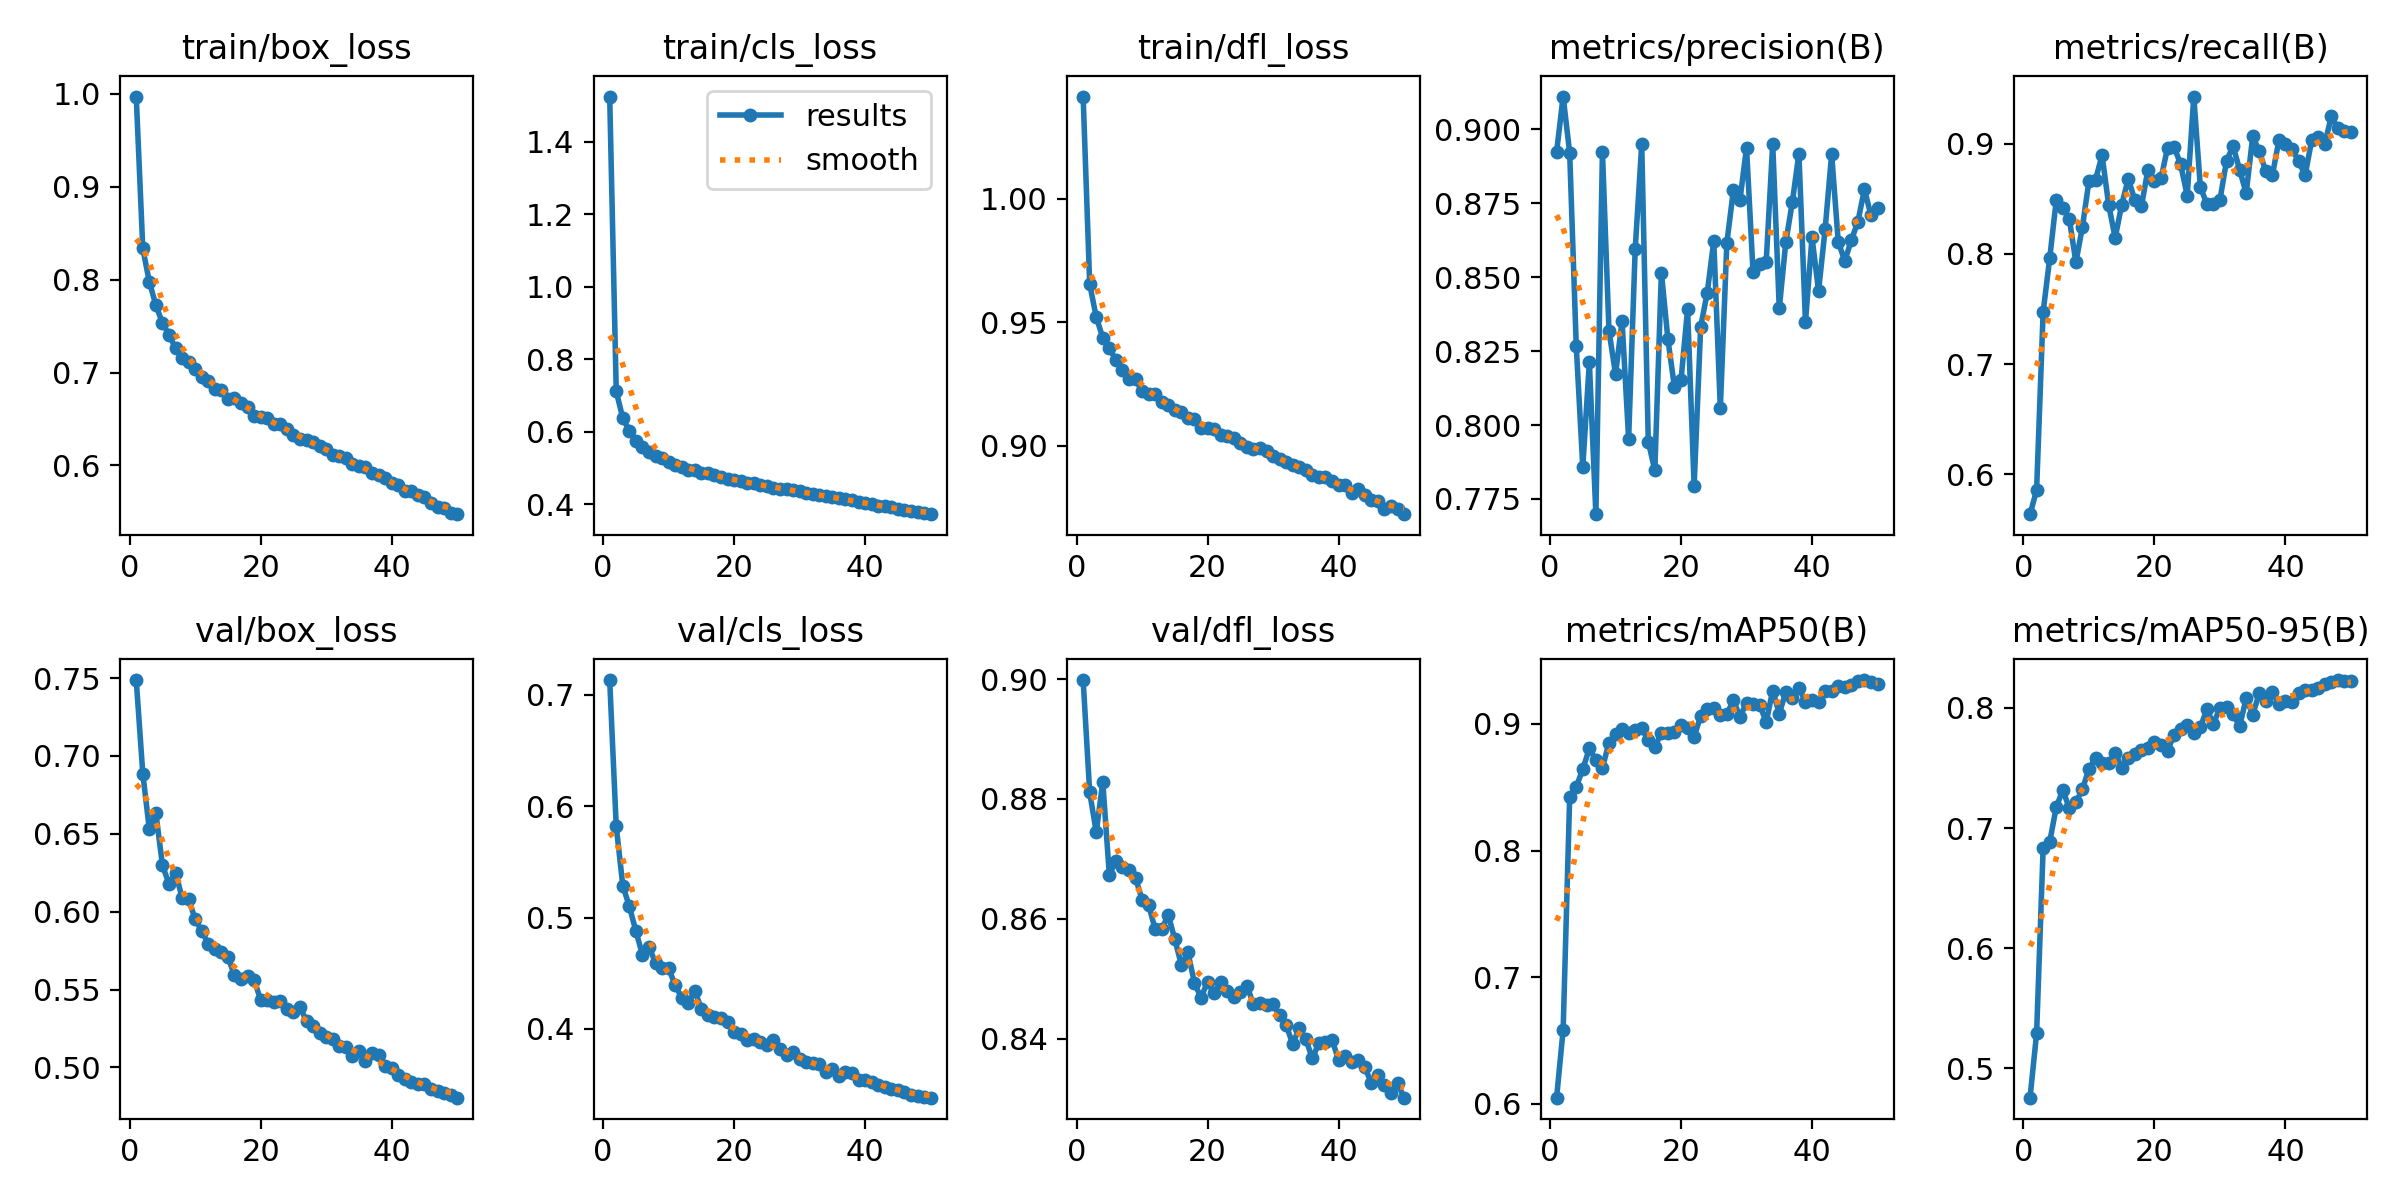 train/box_loss
train/cls_loss
train/dfl_loss
metrics/precision(B)
metrics/recall(B)
1.0
0.9
0.8
0.7
0.6
0 20 40
results
smooth
1.4
1.2
1.0
0.8
0.6
0.4
0 20 40
1.00
0.95
0.90
0 20 40
0.900
0.875
0.850
0.825
0.800
0.775
0 20 40
0.9
0.8
0.7
0.6
0 20 40
val/box_loss
val/cls_loss
val/dfl_loss
metrics/mAP50(B)
metrics/mAP50-95(B)
0.75
0.70
0.65
0.60
0.55
0.50
0 20 40
0.7
0.6
0.5
0.4
0 20 40
0.90
0.88
0.86
0.84
0 20 40
0.9
0.8
0.7
0.6
0 20 40
0.8
0.7
0.6
0.5
0 20 40